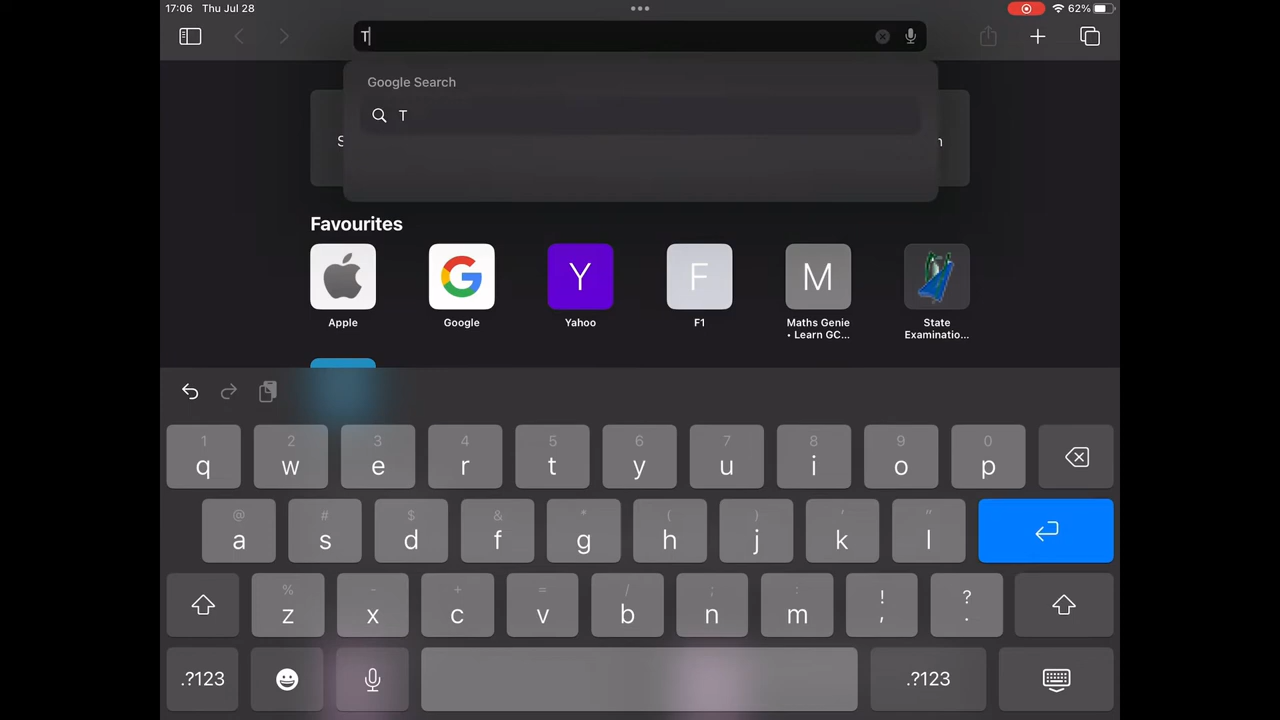 17:06 Thu Jul 28
62%
T
Google Search
T
S
n
Favourites
Y
F
M
Apple
Google
Yahoo
F1
Maths Genie
• Learn GC...
State
Examinatio...
1 2 3 4 5 6 7 8 9 0
q w e r t y u i o p
@ # $ & * ( ) ' "
a s d f g h j k l
% - + = / ; : ! ?
z x c v b n m , .
.?123
.?123